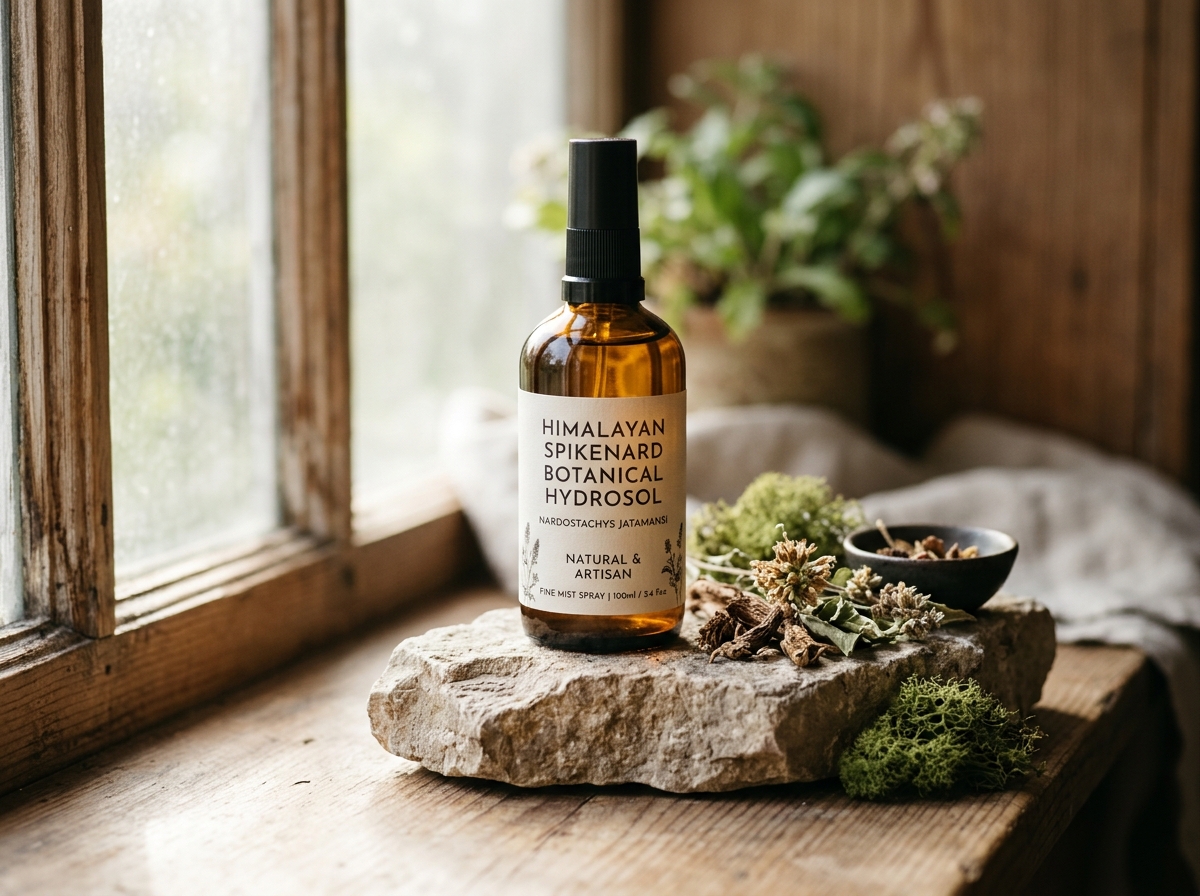 HIMALAYAN
SPIKENARD
BOTANICAL
HYDROSOL
NARDOSTACHYS JATAMANSI
NATURAL &
ARTISAN
FINE MIST SPRAY | 100ml / 3.4 Fl.oz